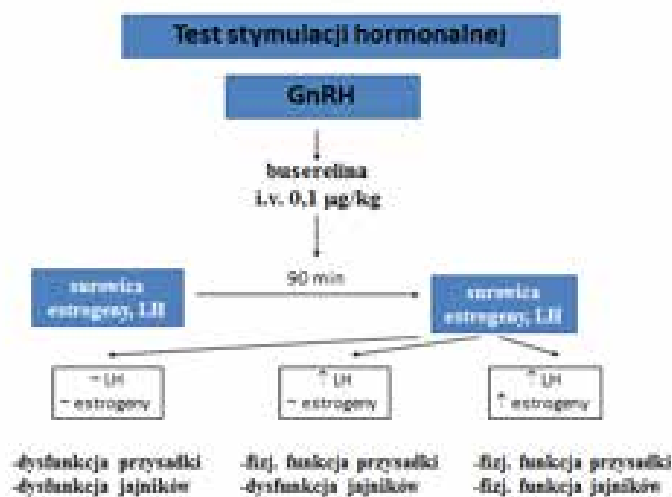 Test stymulacji hormonalnej
GnRH
buserelina
i.v. 0,1 µg/kg
90 min
surowica
estrogeny, LH
surowica
estrogeny, LH
~ LH
~ estrogeny
↑ LH
~ estrogeny
↑ LH
↑ estrogeny
-dysfunkcja przysadki
-dysfunkcja jajników
-fizj. funkcja przysadki
-dysfunkcja jajników
-fizj. funkcja przysadki
-fizj. funkcja jajników